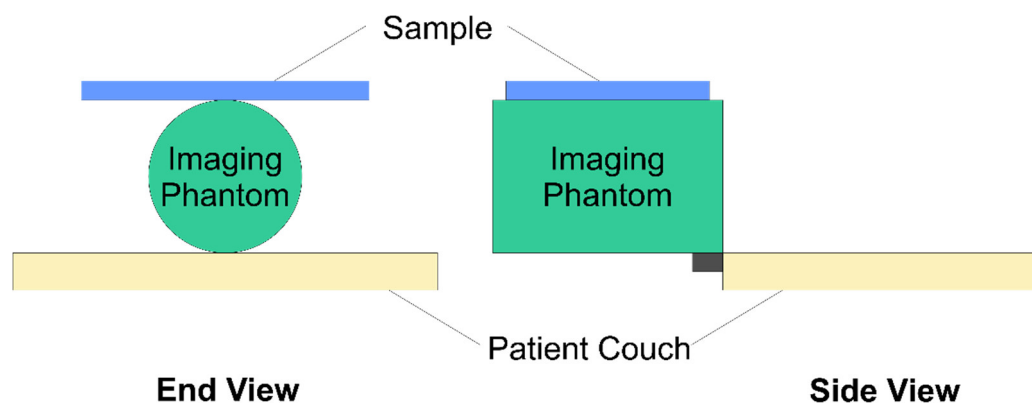 Sample
Imaging
Phantom
Imaging
Phantom
Patient Couch
End View
Side View